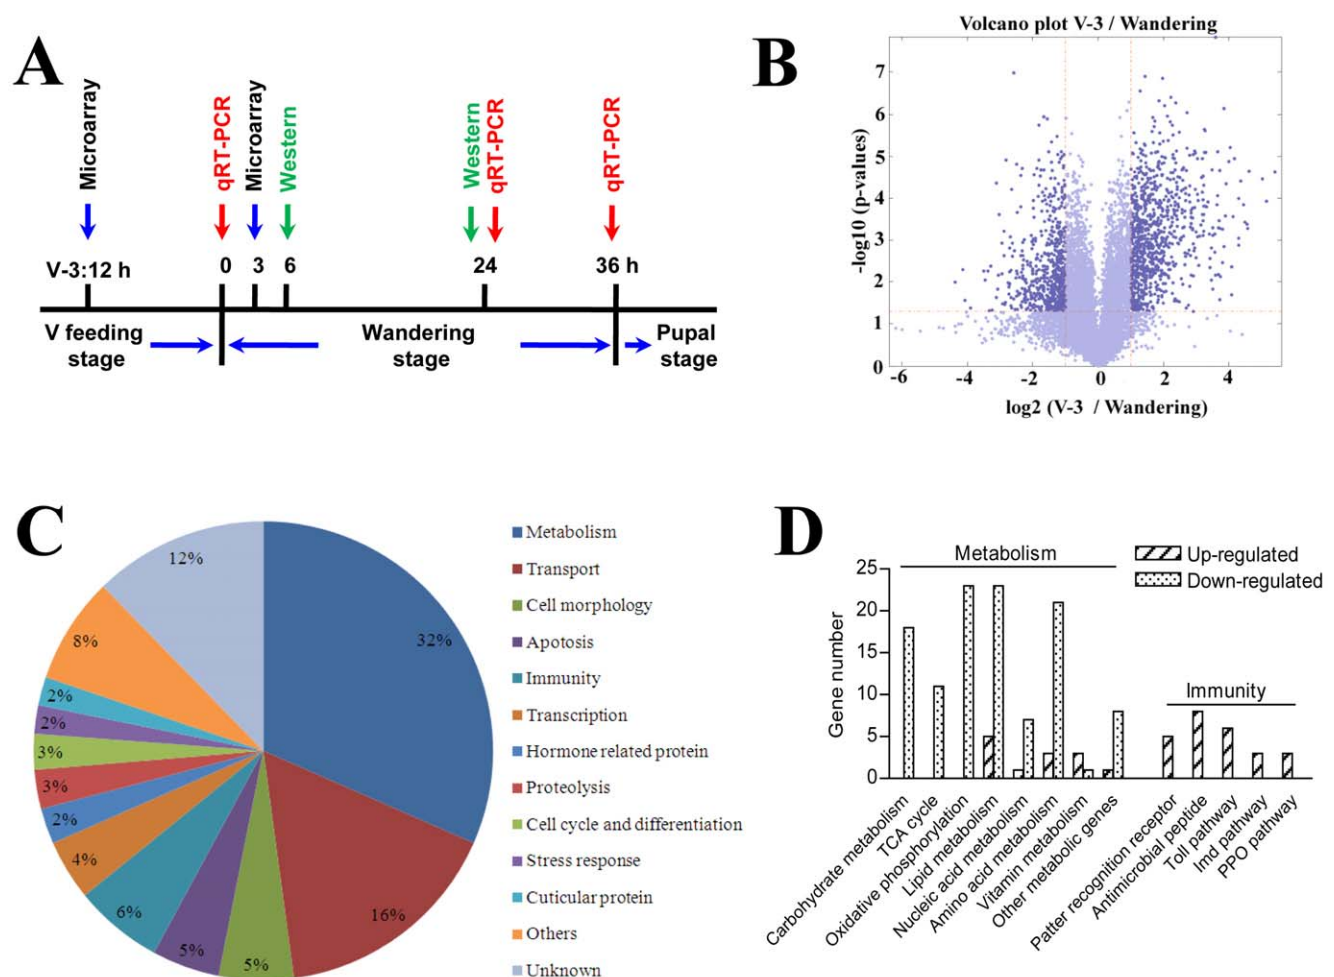 A
Microarray
qRT-PCR
Microarray
Western
Western
qRT-PCR
qRT-PCR
V-3:12 h
0
3
6
24
36 h
V feeding
stage
Wandering
stage
Pupal
stage
B
Volcano plot V-3 / Wandering
-log10 (p-values)
7
6
5
4
3
2
1
0
-6
-4
-2
0
2
4
log2 (V-3 / Wandering)
C
12%
8%
2%
2%
3%
3%
2%
4%
6%
5%
5%
16%
32%
Metabolism
Transport
Cell morphology
Apotosis
Immunity
Transcription
Hormone related protein
Proteolysis
Cell cycle and differentiation
Stress response
Cuticular protein
Others
Unknown
D
Metabolism
Up-regulated
Down-regulated
Immunity
Gene number
25
20
15
10
5
0
Carbohydrate metabolism
TCA cycle
Oxidative phosphorylation
Lipid metabolism
Nucleic acid metabolism
Amino acid metabolism
Vitamin metabolism
Other metabolic genes
Patter recognition receptor
Antimicrobial peptide
Toll pathway
Imd pathway
PPO pathway